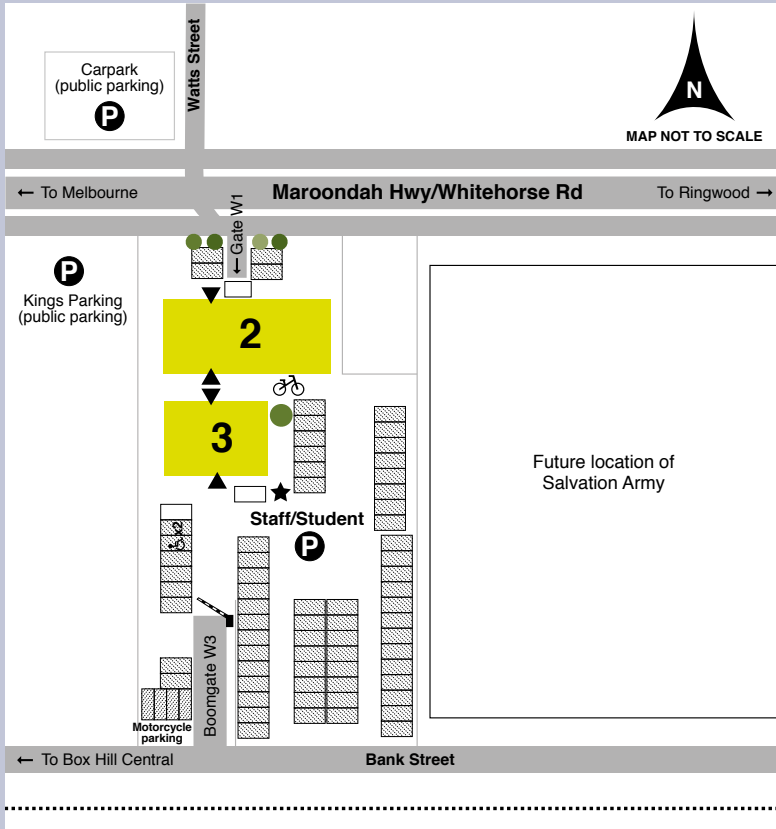 Watts Street
Carpark
(public parking)
P
N
MAP NOT TO SCALE
← To Melbourne
Maroondah Hwy/Whitehorse Rd
To Ringwood →
← Gate W1
P
Kings Parking
(public parking)
2
3
Future location of
Salvation Army
Staff/Student
P
x2
Boomgate W3
Motorcycle
parking
← To Box Hill Central
Bank Street